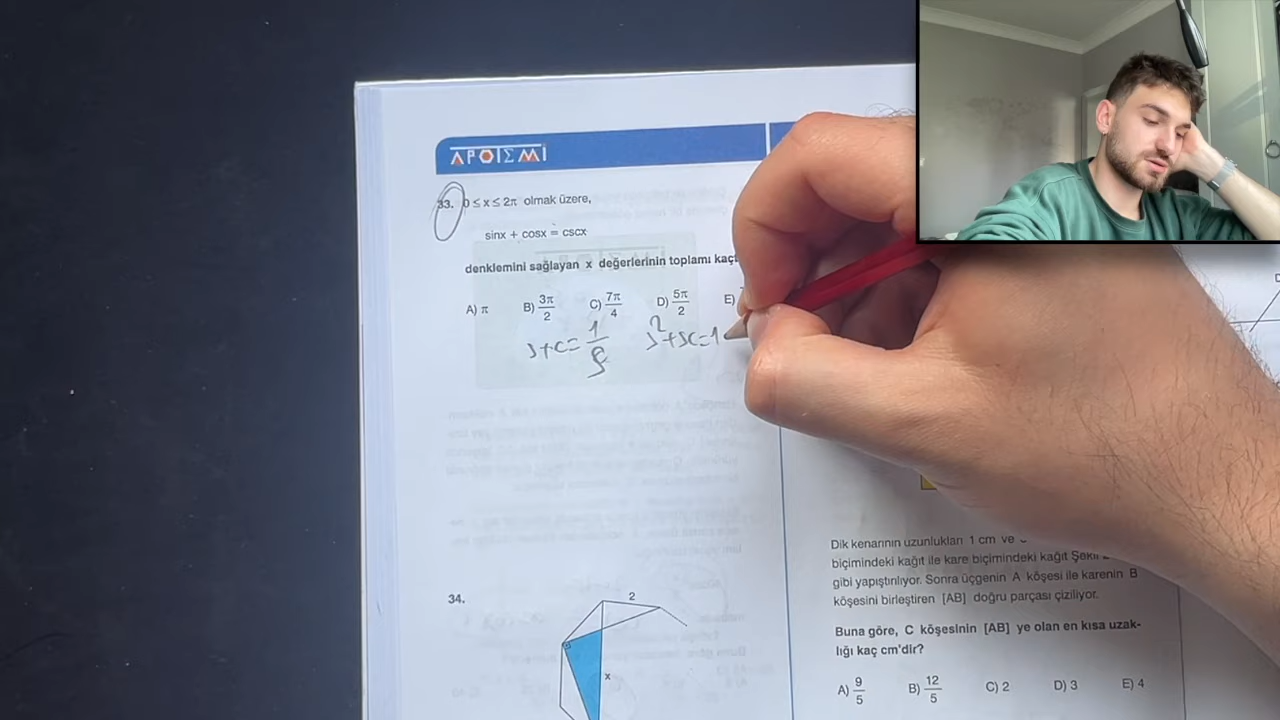 APOTEMİ
33. 0 ≤ x ≤ 2π olmak üzere,
sinx + cosx = cscx
denklemini sağlayan x değerlerinin toplamı
A) π B) 3π/2 C) 7π/4 D) 5π/2 E)
s+c=1/s s²+sc=1
34.
2
x
Dik kenarının uzunlukları 1 cm ve
biçimindeki kağıt ile kare biçimindeki kağıt Şekil
gibi yapıştırılıyor. Sonra üçgenin A köşesi ile karenin B
köşesini birleştiren [AB] doğru parçası çiziliyor.
Buna göre, C köşesinin [AB] ye olan en kısa uzak-
lığı kaç cm'dir?
A) 9/5 B) 12/5 C) 2 D) 3 E) 4